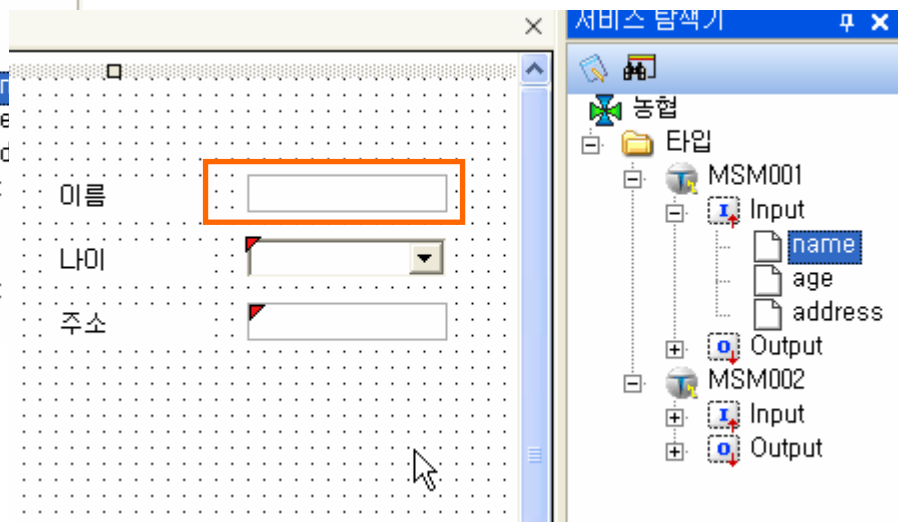 서비스 탐색기
농협
타입
MSM001
Input
name
age
address
Output
MSM002
Input
Output
이름
나이
주소